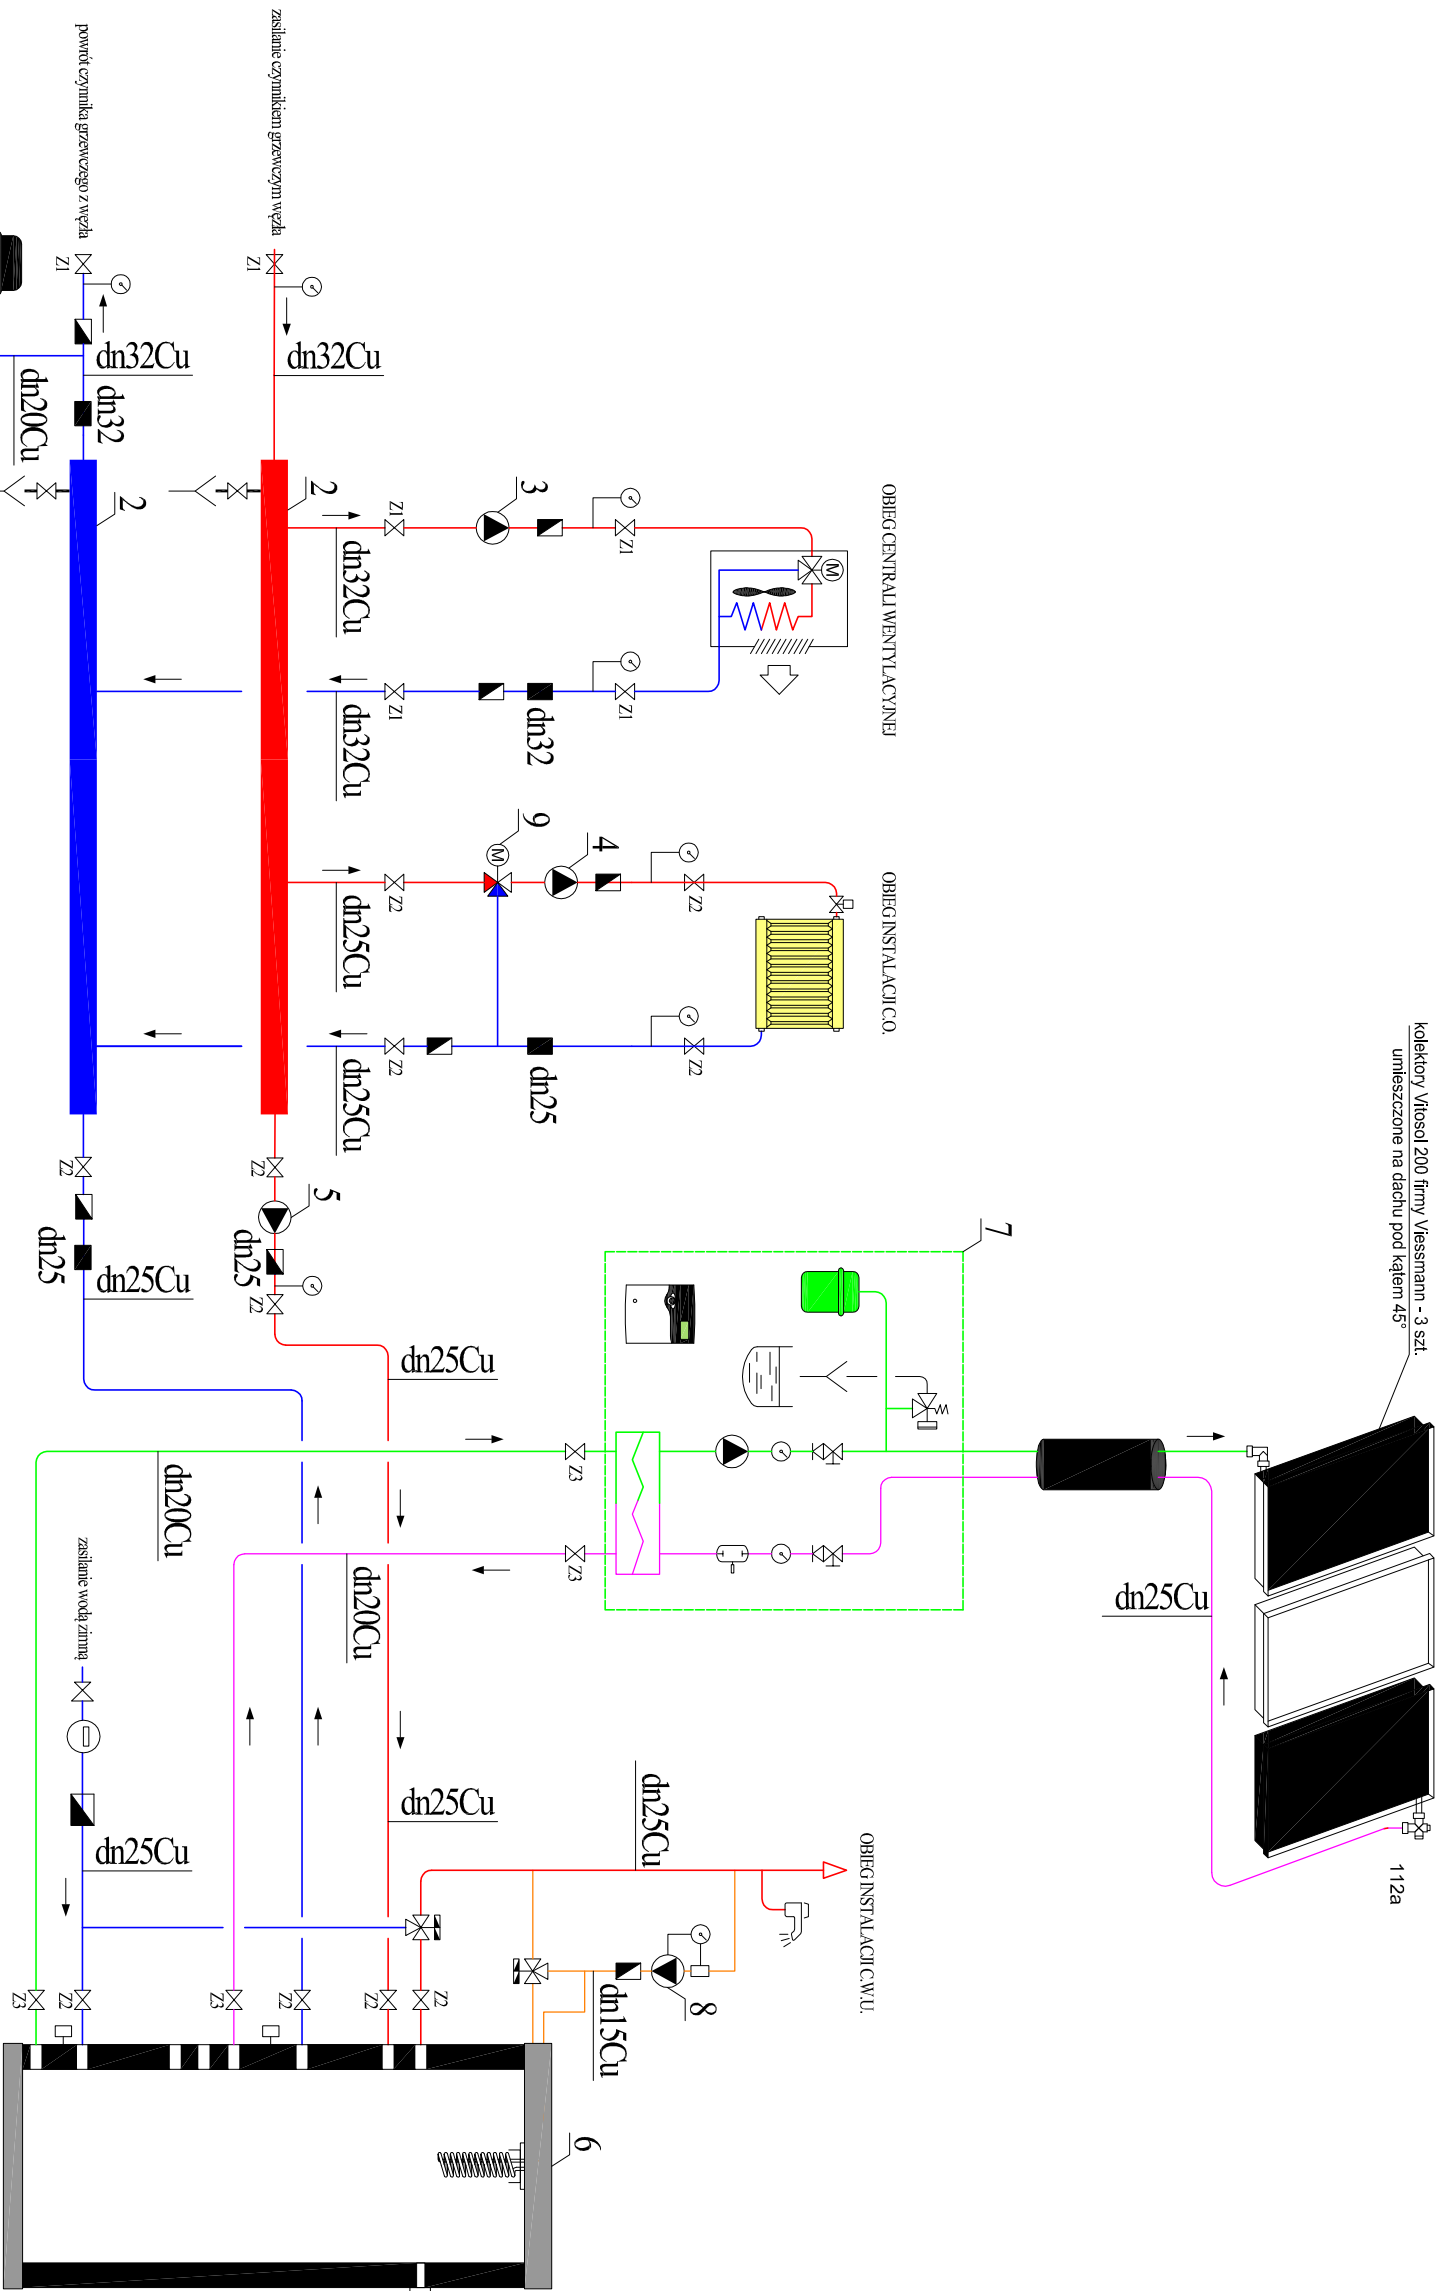 kolektory Vitosol 200 firmy Viessmann - 3 szt.
umieszczone na dachu pod kątem 45°
112a
OBIEG CENTRALI WENTYLACYJNEJ
OBIEG INSTALACJI C.O.
OBIEG INSTALACJI C.W.U.
7
M
Z1
Z1
3
dn32
Z1
Z1
dn32Cu
dn32Cu
Z2
Z2
4
9
M
dn25
Z2
Z2
dn25Cu
dn25Cu
Z3
Z3
dn25Cu
dn25Cu
8
dn15Cu
6
zasilanie czynnikiem grzewczym węzła
Z1
dn32Cu
2
Z2
5
dn25
Z2
dn25Cu
dn20Cu
dn25Cu
Z2
Z2
powrót czynnika grzewczego z węzła
Z1
dn32Cu
dn32
dn20Cu
2
Z2
dn25
dn25Cu
dn20Cu
zasilanie wodą zimną
dn25Cu
Z2
Z3
Z2
Z3